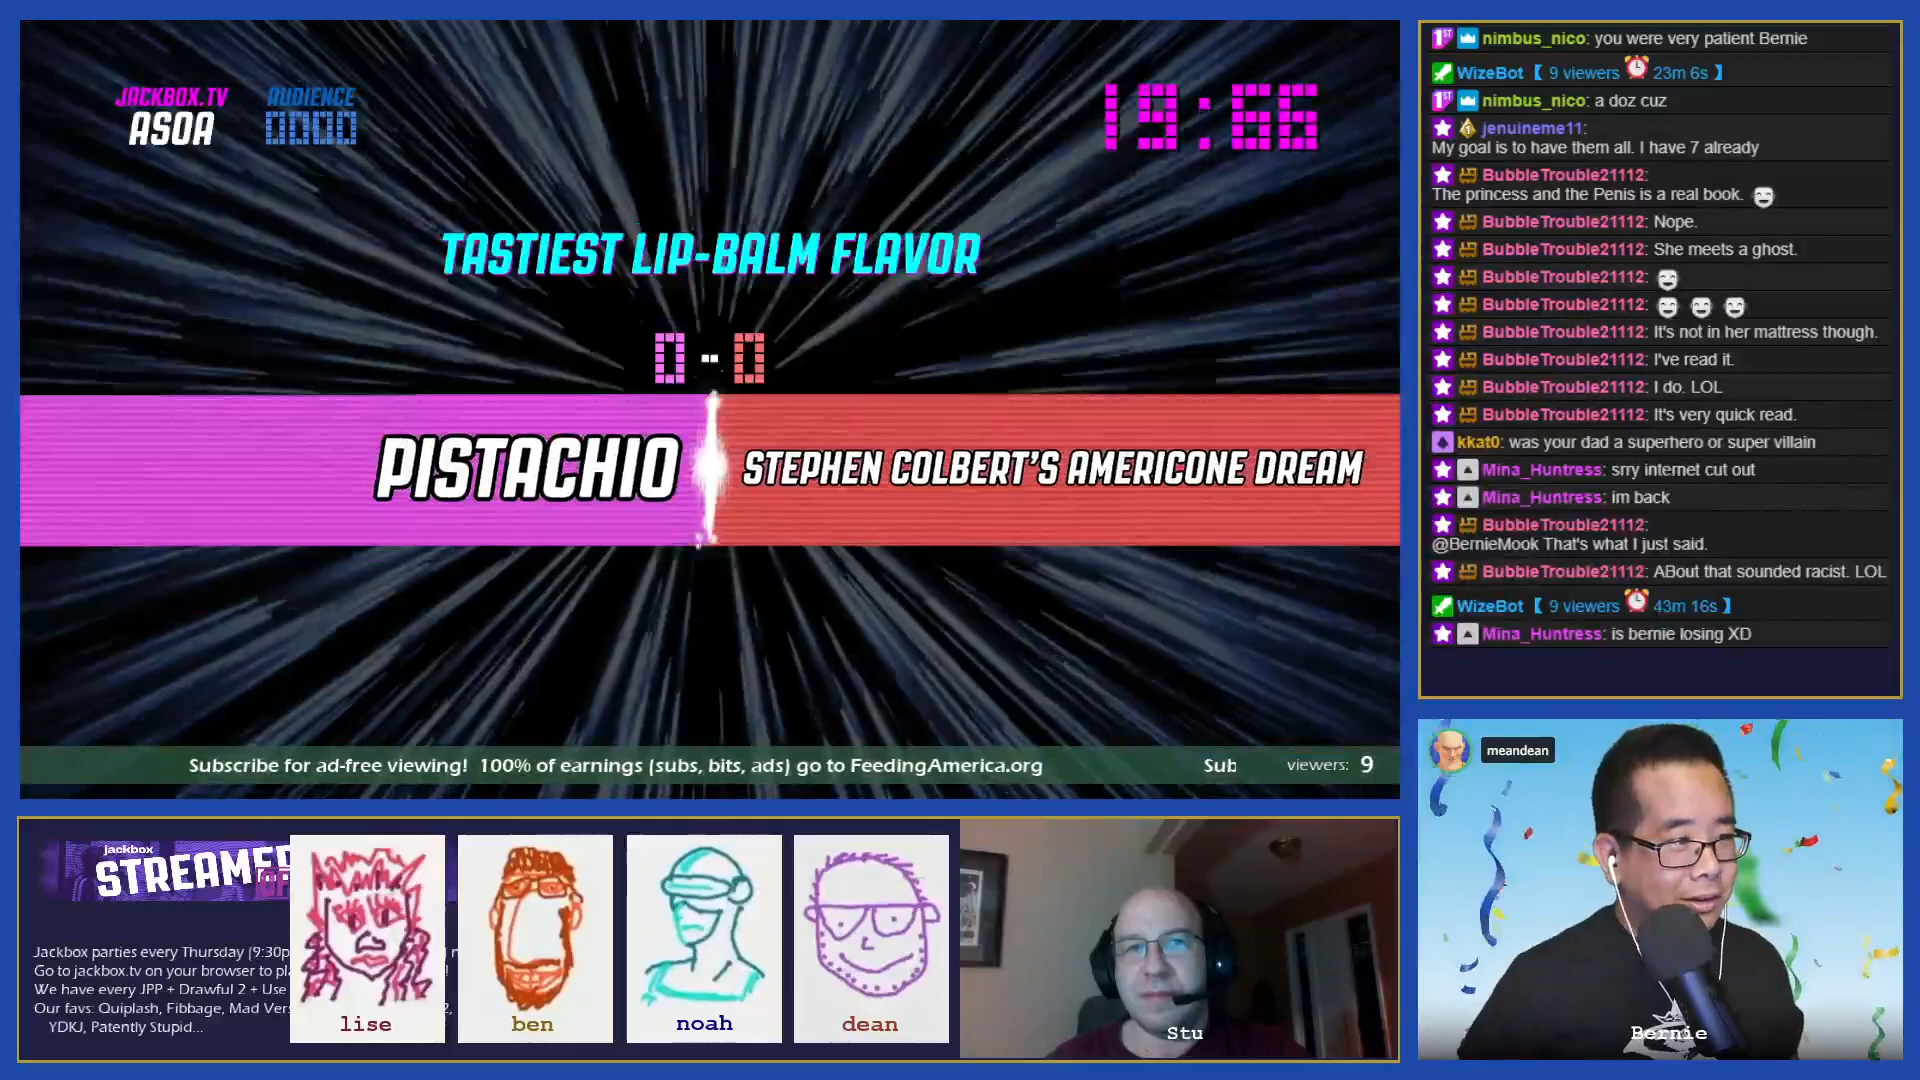 JACKBOX.TV
ASOA
AUDIENCE
0000
19:66
TASTIEST LIP-BALM FLAVOR
0-0
PISTACHIO
STEPHEN COLBERT'S AMERICONE DREAM
Subscribe for ad-free viewing!  100% of earnings (subs, bits, ads) go to FeedingAmerica.org
Sub
viewers: 9
nimbus_nico: you were very patient Bernie
WizeBot【 9 viewers 23m 6s 】
nimbus_nico: a doz cuz
jenuineme11:
My goal is to have them all. I have 7 already
BubbleTrouble21112:
The princess and the Penis is a real book.
BubbleTrouble21112: Nope.
BubbleTrouble21112: She meets a ghost.
BubbleTrouble21112:
BubbleTrouble21112:
BubbleTrouble21112: It's not in her mattress though.
BubbleTrouble21112: I've read it.
BubbleTrouble21112: I do. LOL
BubbleTrouble21112: It's very quick read.
kkat0: was your dad a superhero or super villain
Mina_Huntress: srry internet cut out
Mina_Huntress: im back
BubbleTrouble21112:
@BernieMook That's what I just said.
BubbleTrouble21112: ABout that sounded racist. LOL
WizeBot【 9 viewers 43m 16s 】
Mina_Huntress: is bernie losing XD
jackbox
STREAMER
Jackbox parties every Thursday (9:30p
Go to jackbox.tv on your browser to pl
We have every JPP + Drawful 2 + Use
Our favs: Quiplash, Fibbage, Mad Vers
YDKJ, Patently Stupid...
lise
ben
noah
dean
Stu
meandean
Bernie